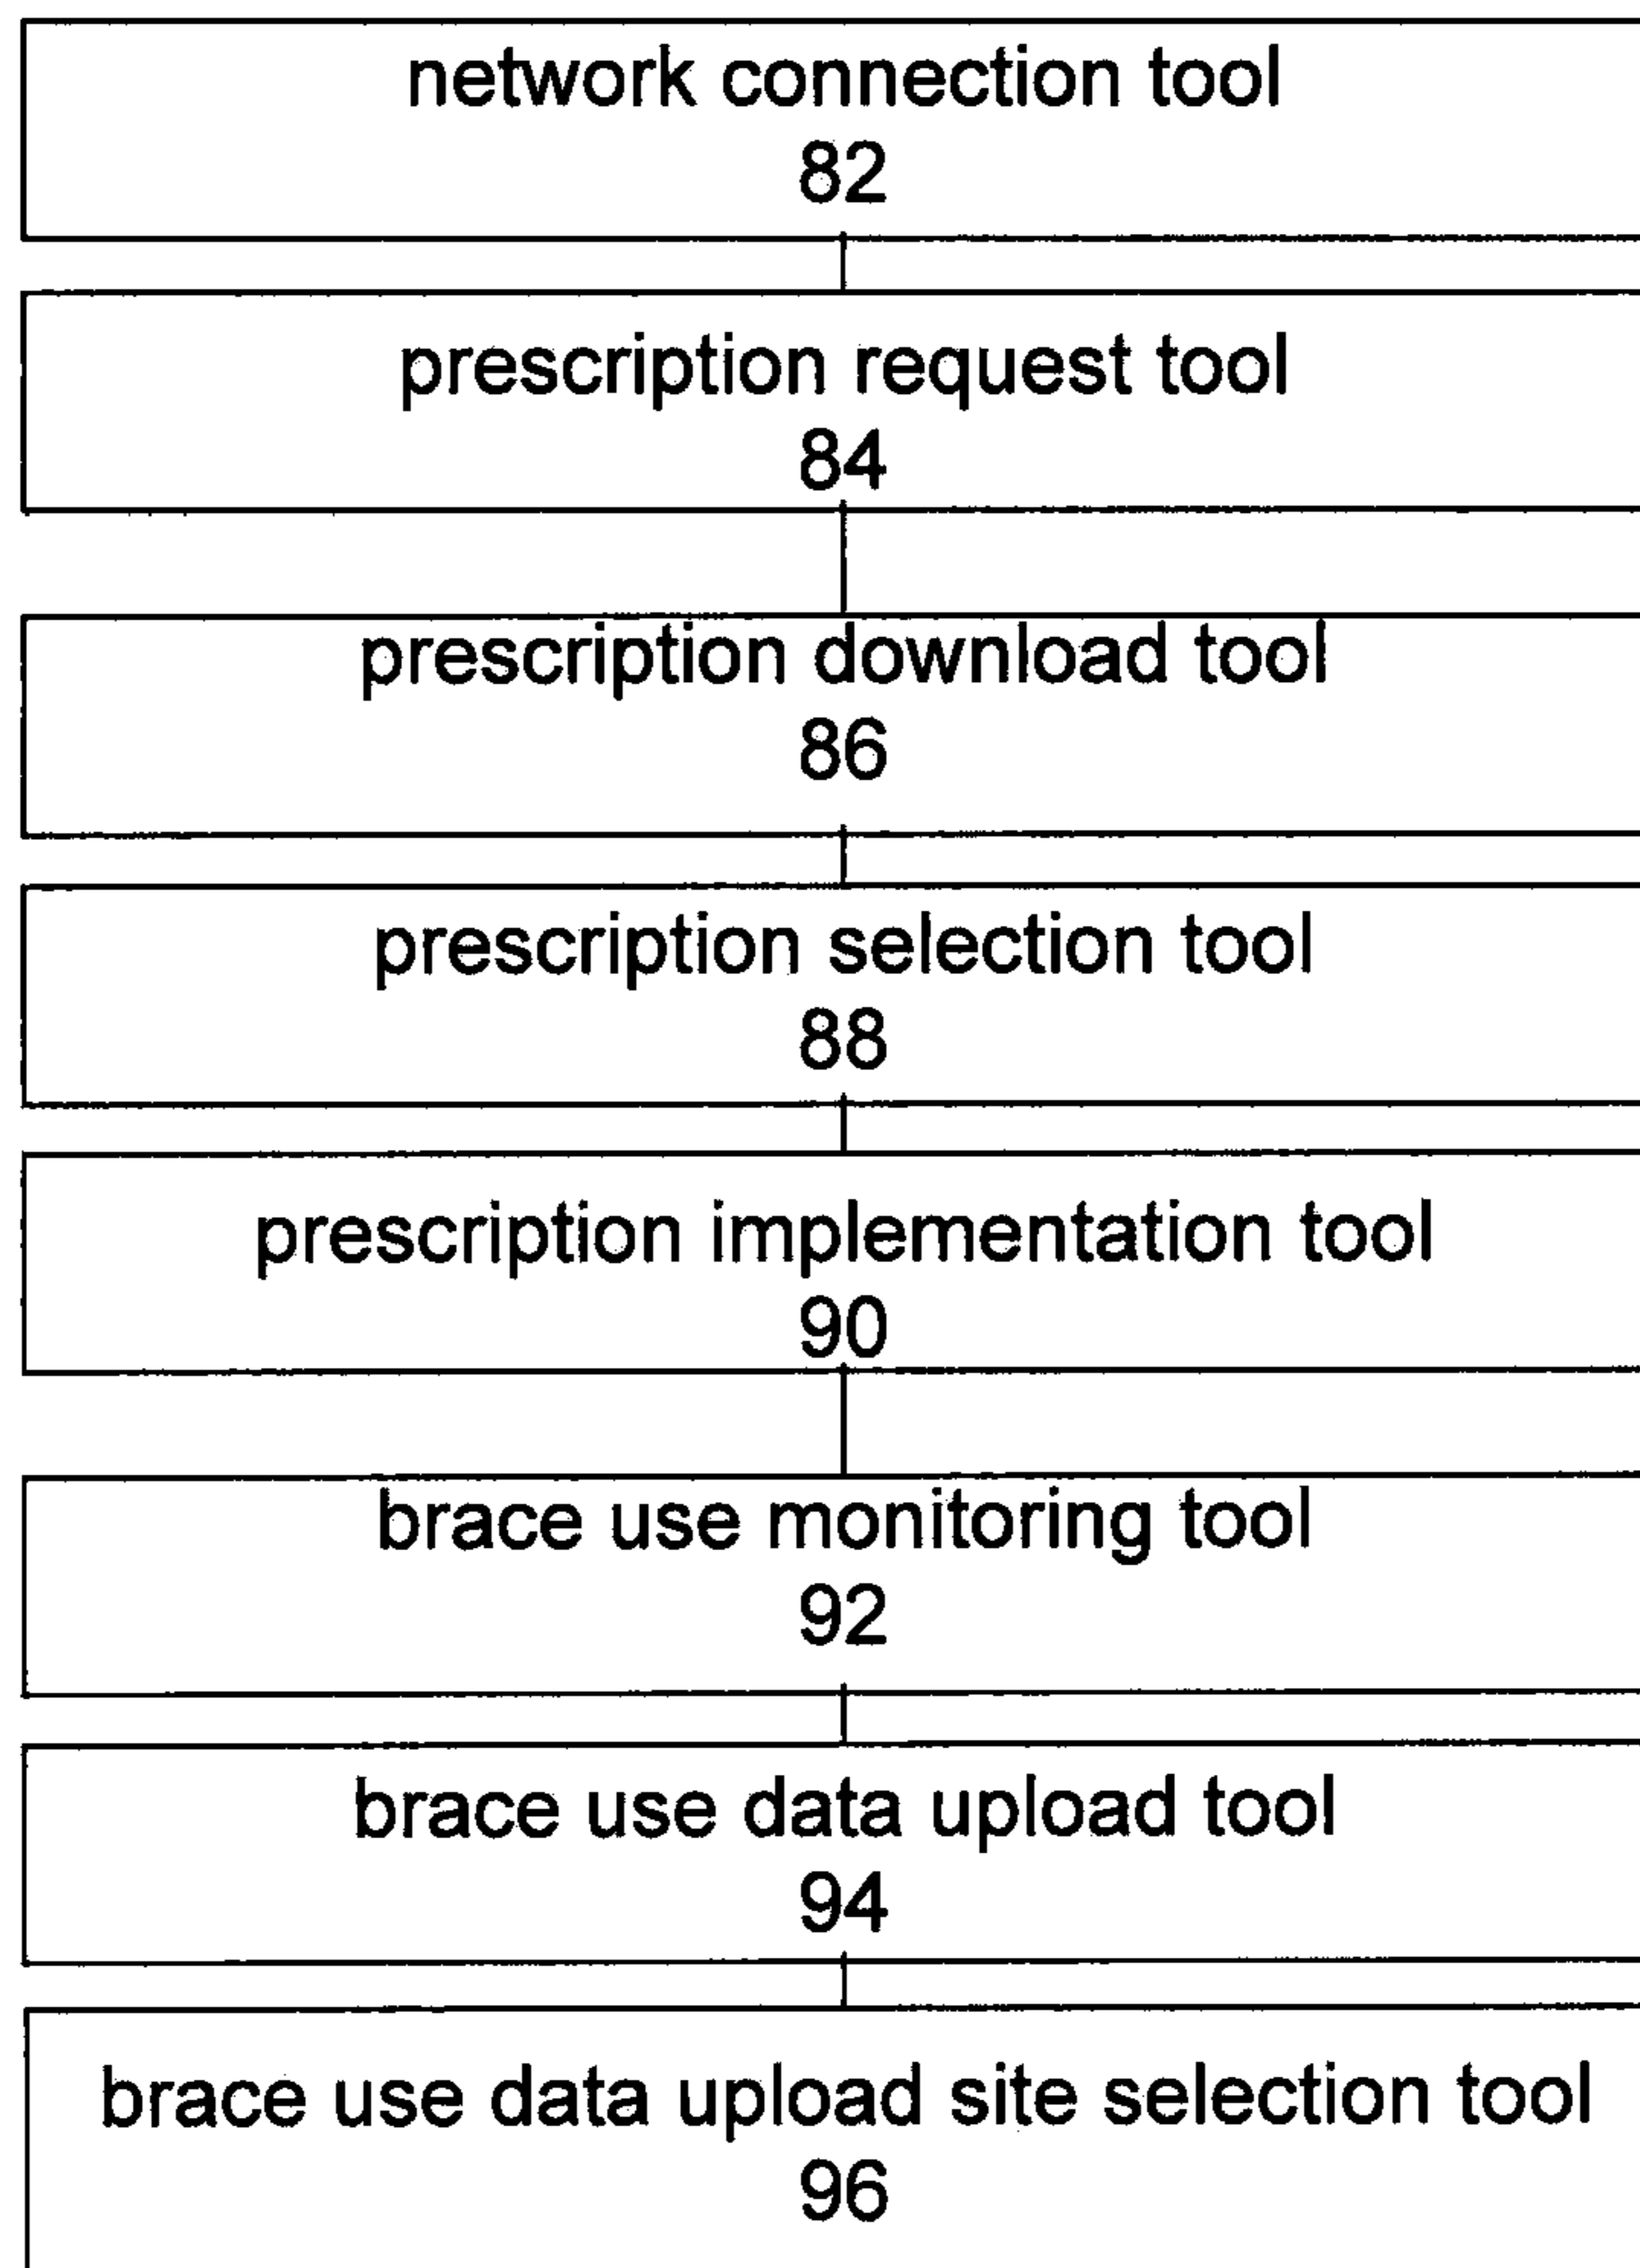 network connection tool
82
prescription request tool
84
prescription download tool
86
prescription selection tool
88
prescription implementation tool
90
brace use monitoring tool
92
brace use data upload tool
94
brace use data upload site selection tool
96